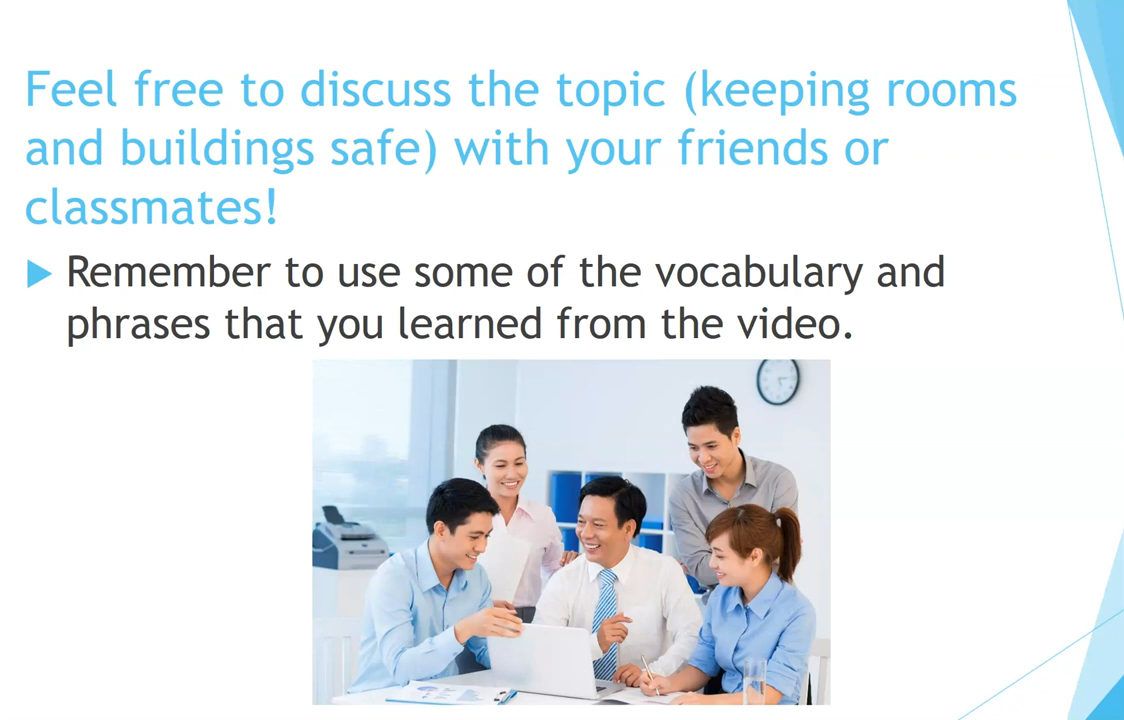 Feel free to discuss the topic (keeping rooms
and buildings safe) with your friends or
classmates!
Remember to use some of the vocabulary and
phrases that you learned from the video.